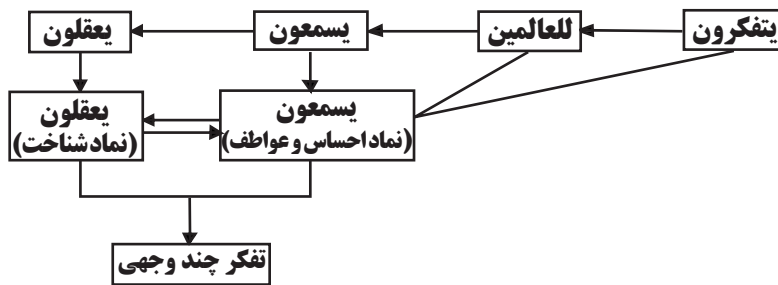 یتفکرون
للعالمین
یسمعون
یعقلون
یسمعون
(نماد احساس و عواطف)
یعقلون
(نماد شناخت)
تفکر چند وجهی